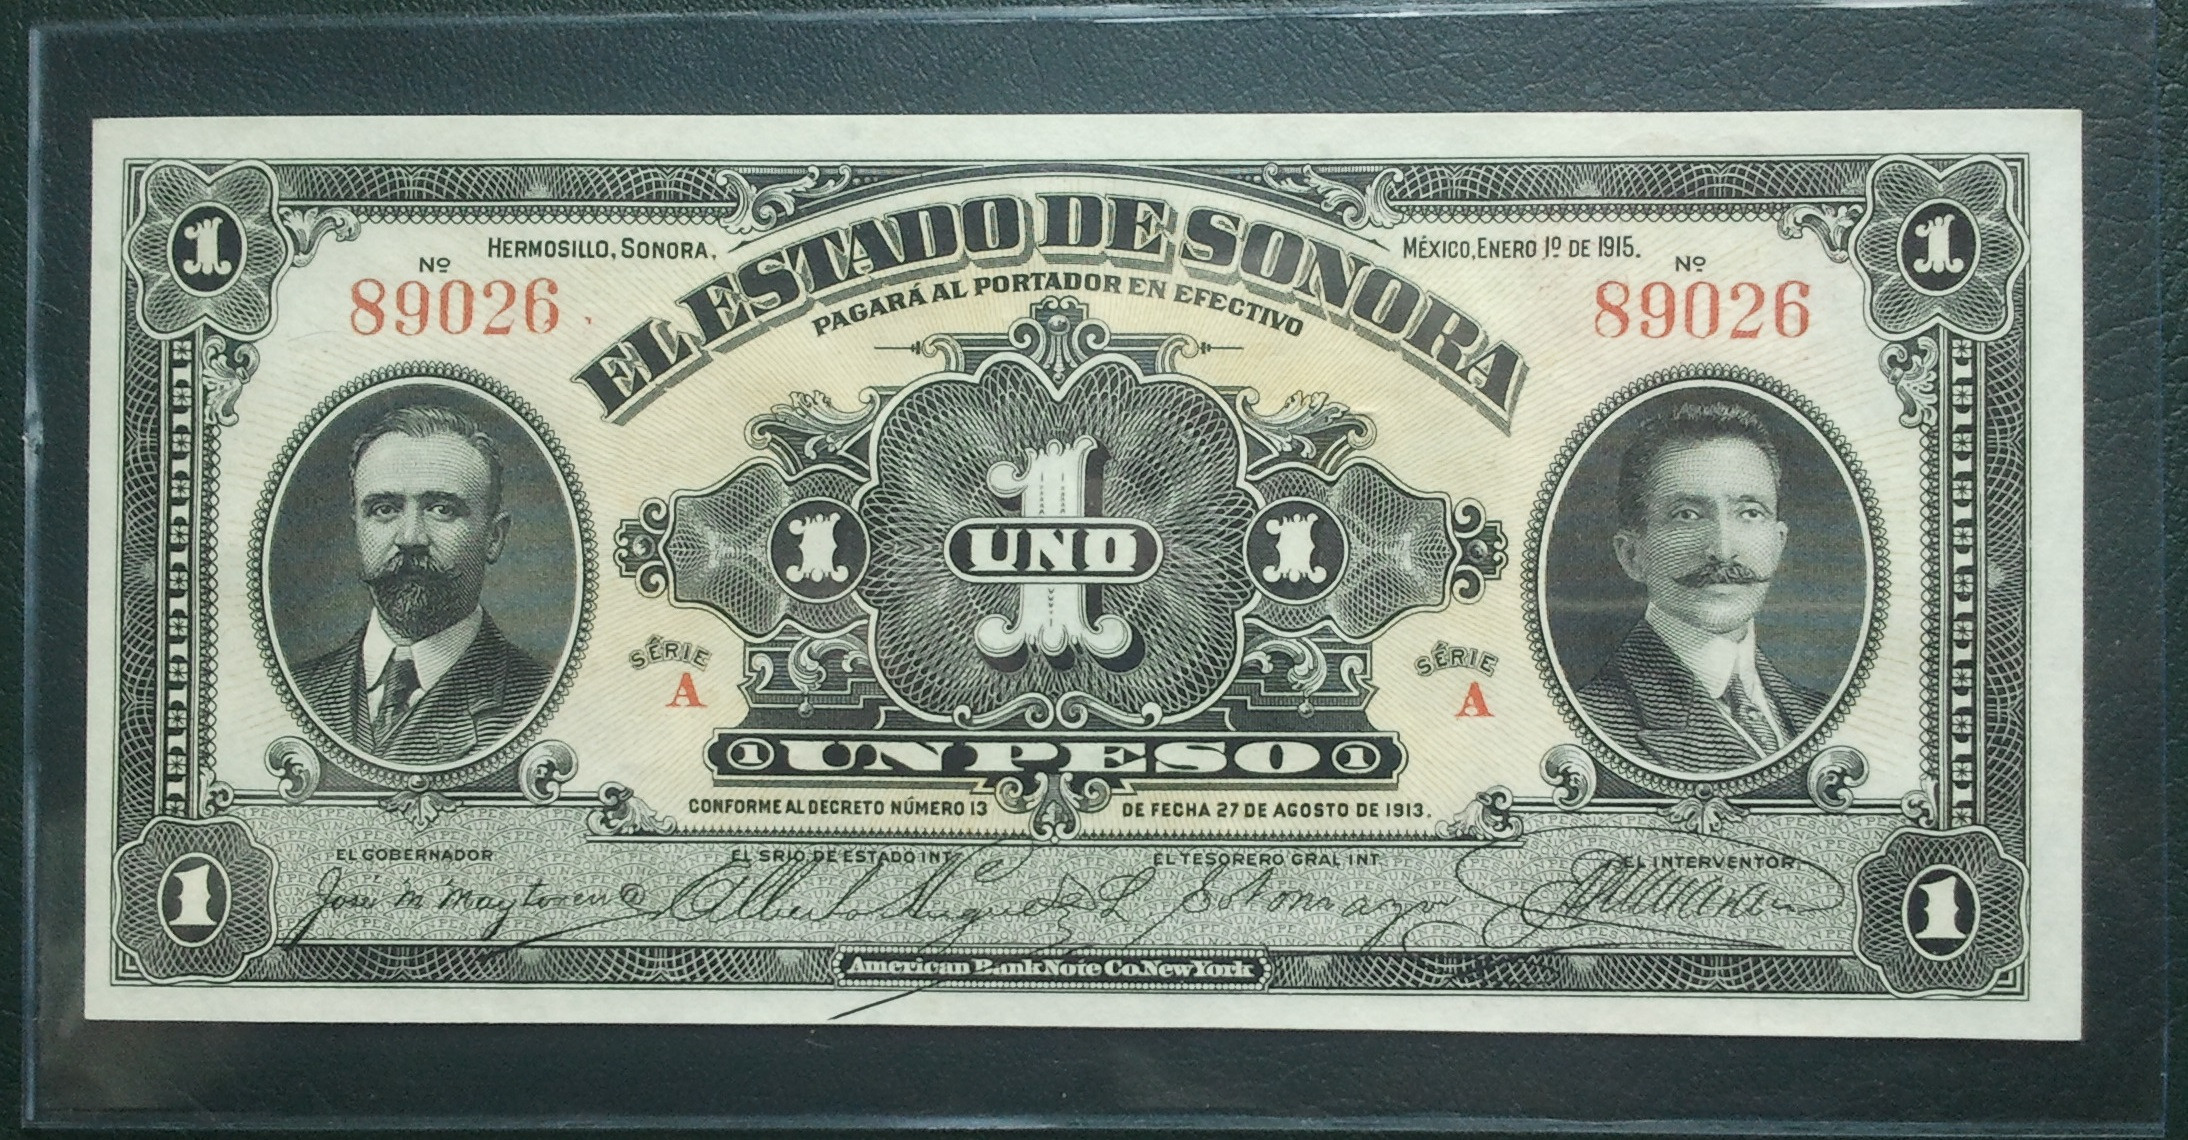 1
1
EL ESTADO DE SONORA
HERMOSILLO, SONORA,
MÉXICO, ENERO 1º DE 1915.
Nº
89026
Nº
89026
PAGARÁ AL PORTADOR EN EFECTIVO
1
1
UNO
1
SÉRIE
A
SÉRIE
A
1 UN PESO 1
CONFORME AL DECRETO NÚMERO 13 DE FECHA 27 DE AGOSTO DE 1913.
EL GOBERNADOR
EL SRIO. DE ESTADO INT.
EL TESORERO GRAL INT.
EL INTERVENTOR.
1
José M Maytorena
1
American Bank Note Co. New York